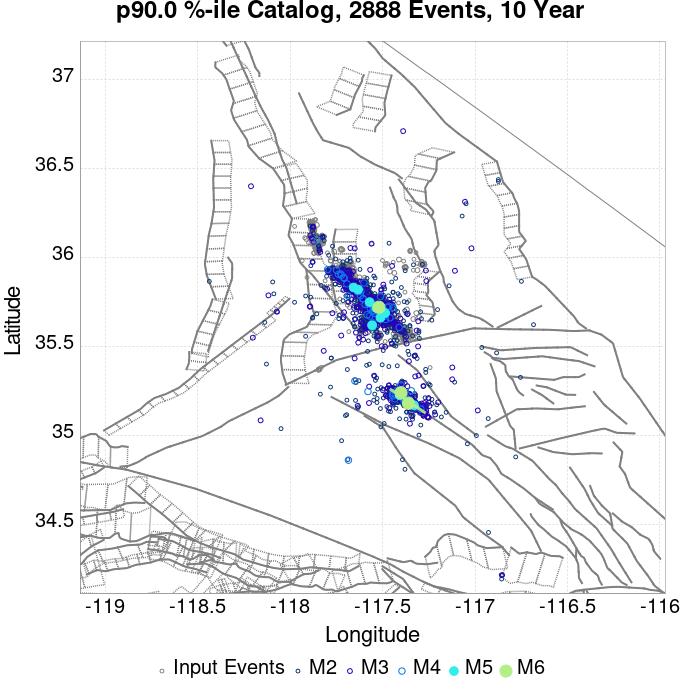 p90.0 %-ile Catalog, 2888 Events, 10 Year
37
36.5
36
35.5
35
34.5
Latitude
-119 -118.5 -118 -117.5 -117 -116.5 -116
Longitude
Input Events M2 M3 M4 M5 M6